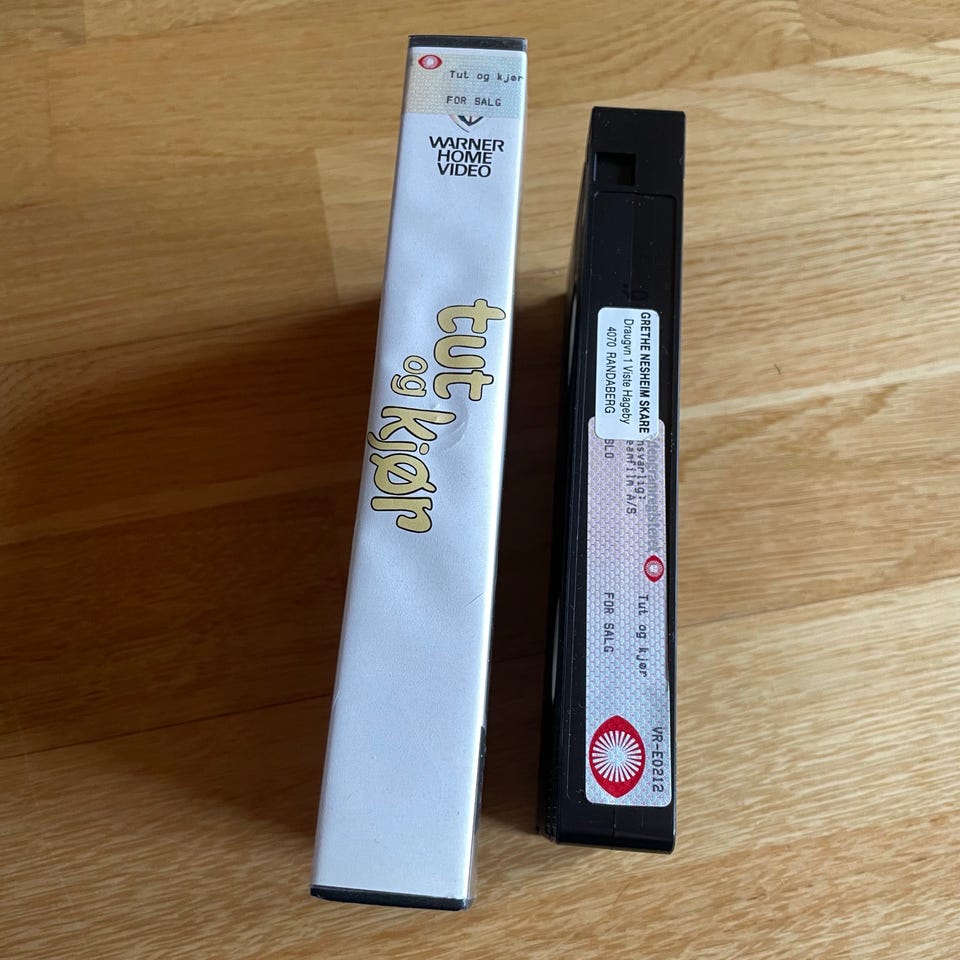 Tut og kjør
FOR SALG
WARNER
HOME
VIDEO
tut
og
kjør
GRETHE NESHEIM SKARE
Draugvn 1 Viste Hageby
4070 RANDABERG
A/S
Tut og kjør
FOR SALG
VR-E0212